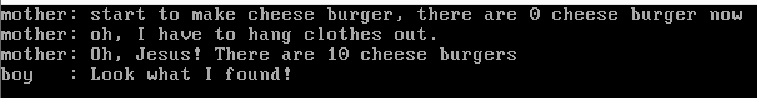 mother: start to make cheese burger, there are 0 cheese burger now
mother: oh, I have to hang clothes out.
mother: Oh, Jesus! There are 10 cheese burgers
boy   : Look what I found!